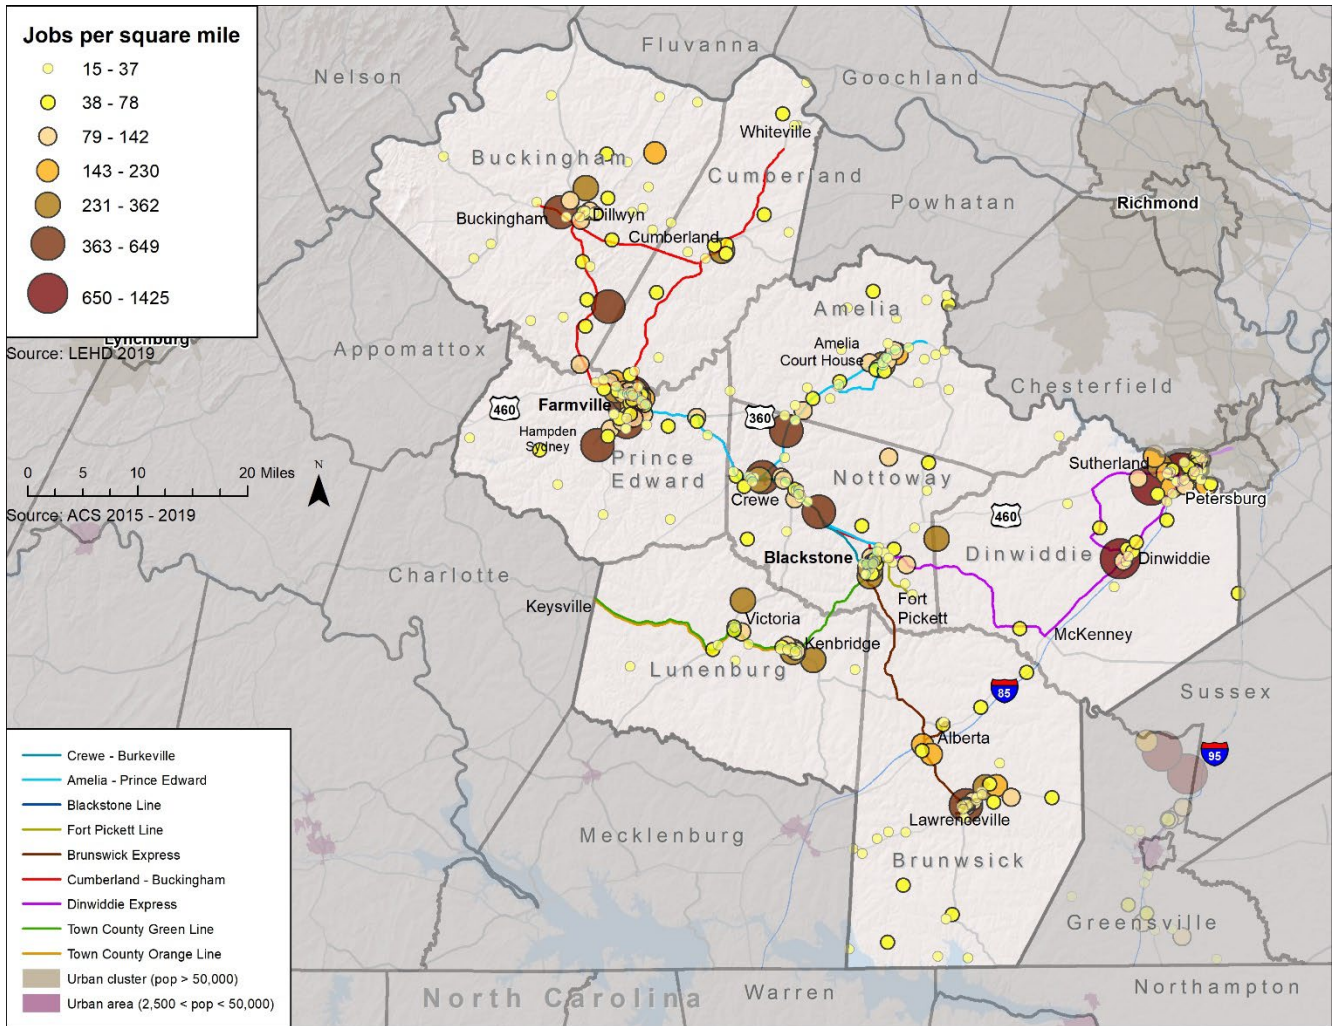 Jobs per square mile
15 - 37
38 - 78
79 - 142
143 - 230
231 - 362
363 - 649
650 - 1425
Lynchburg
Source: LEHD 2019
0 5 10 20 Miles
N
Source: ACS 2015 - 2019
Fluvanna
Nelson
Goochland
Whiteville
Buckingham
Cumberland
Powhatan
Richmond
Buckingham
Dillwyn
Cumberland
Amelia
Appomattox
Amelia
Court House
Chesterfield
460
Farmville
360
Hampden
Sydney
Prince
Edward
Nottoway
Sutherland
Crewe
Petersburg
460
Dinwiddie
Dinwiddie
Blackstone
Charlotte
Keysville
Fort
Pickett
Victoria
McKenney
Kenbridge
Lunenburg
85
Sussex
Alberta
95
Lawrenceville
Mecklenburg
Brunwsick
Greensville
North Carolina
Warren
Northampton
Crewe - Burkeville
Amelia - Prince Edward
Blackstone Line
Fort Pickett Line
Brunswick Express
Cumberland - Buckingham
Dinwiddie Express
Town County Green Line
Town County Orange Line
Urban cluster (pop > 50,000)
Urban area (2,500 < pop < 50,000)